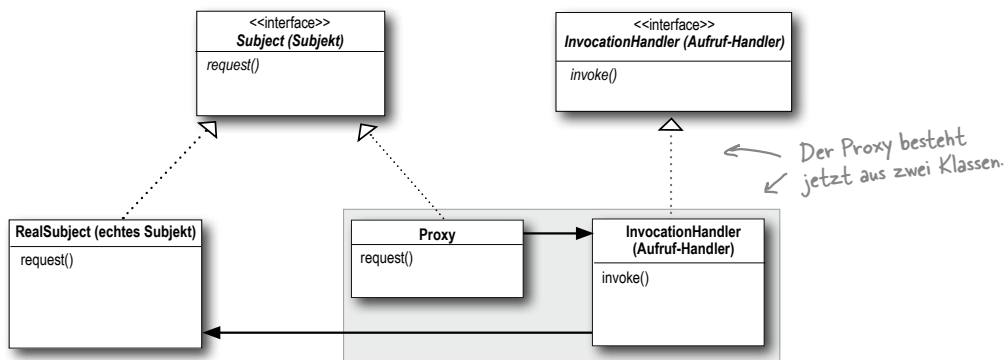 <<interface>>
Subject (Subjekt)
request()
<<interface>>
InvocationHandler (Aufruf-Handler)
invoke()
Der Proxy besteht
jetzt aus zwei Klassen.
RealSubject (echtes Subjekt)
request()
Proxy
request()
InvocationHandler
(Aufruf-Handler)
invoke()